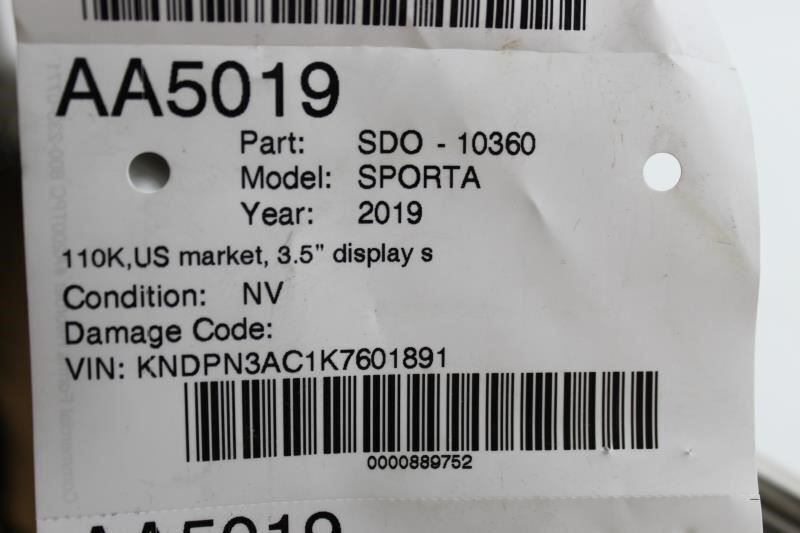 AA5019
Part: SDO - 10360
Model: SPORTA
Year: 2019
110K,US market, 3.5" display s
Condition: NV
Damage Code:
VIN: KNDPN3AC1K7601891
0000889752
AA5019